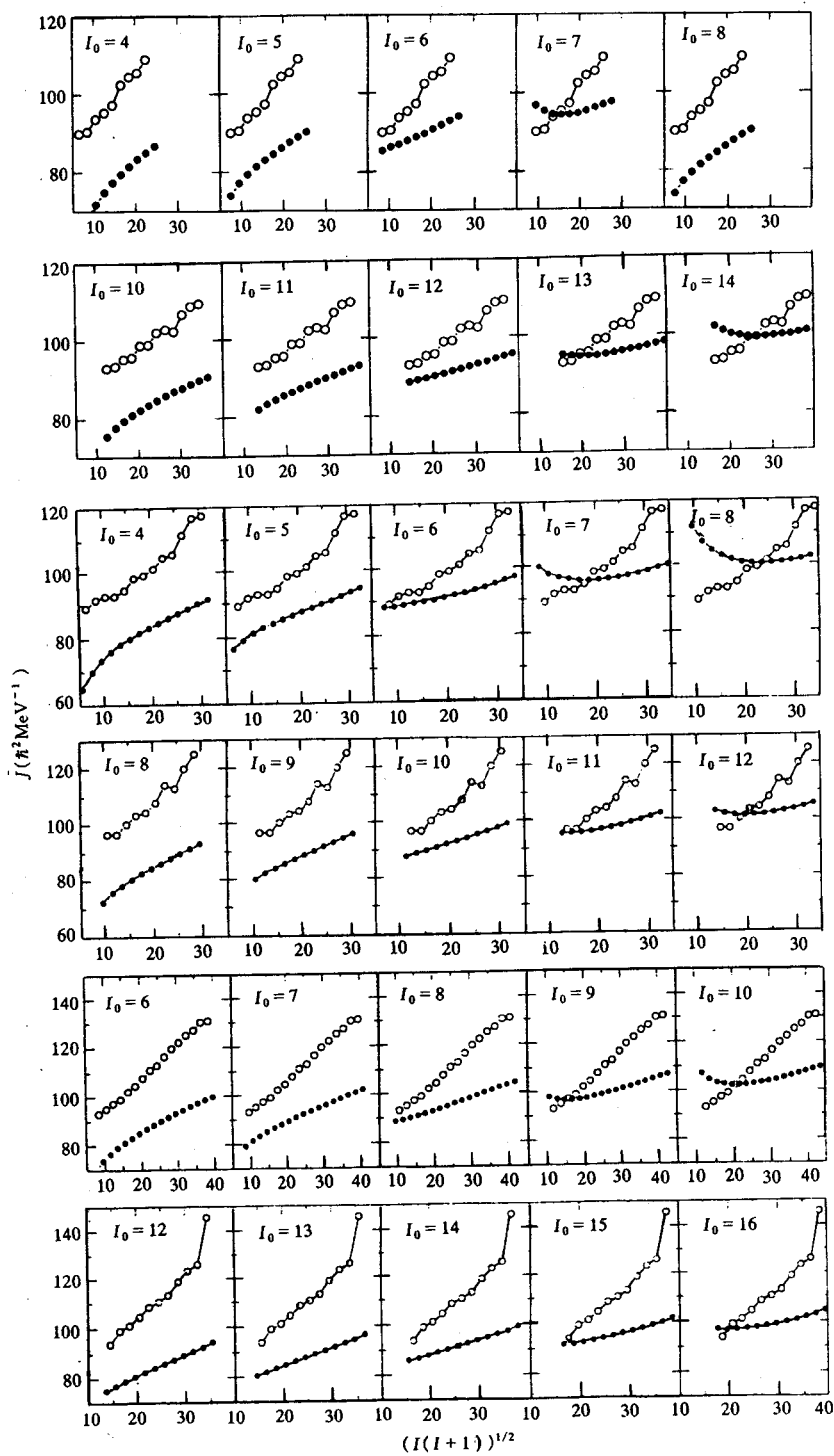 120
I₀ = 4 I₀ = 5 I₀ = 6 I₀ = 7 I₀ = 8
100
80
10 20 30 10 20 30 10 20 30 10 20 30 10 20 30
120
I₀ = 10 I₀ = 11 I₀ = 12 I₀ = 13 I₀ = 14
100
80
10 20 30 10 20 30 10 20 30 10 20 30 10 20 30
120
I₀ = 4 I₀ = 5 I₀ = 6 I₀ = 7 I₀ = 8
100
80
60
10 20 30 10 20 30 10 20 30 10 20 30 10 20 30
J(ħ²MeV⁻¹)
120
I₀ = 8 I₀ = 9 I₀ = 10 I₀ = 11 I₀ = 12
100
80
60
10 20 30 10 20 30 10 20 30 10 20 30 10 20 30
140
I₀ = 6 I₀ = 7 I₀ = 8 I₀ = 9 I₀ = 10
120
100
80
10 20 30 40 10 20 30 40 10 20 30 40 10 20 30 40 10 20 30 40
140
I₀ = 12 I₀ = 13 I₀ = 14 I₀ = 15 I₀ = 16
120
100
80
10 20 30 10 20 30 10 20 30 10 20 30 10 20 30 40
(I(I+1))^1/2